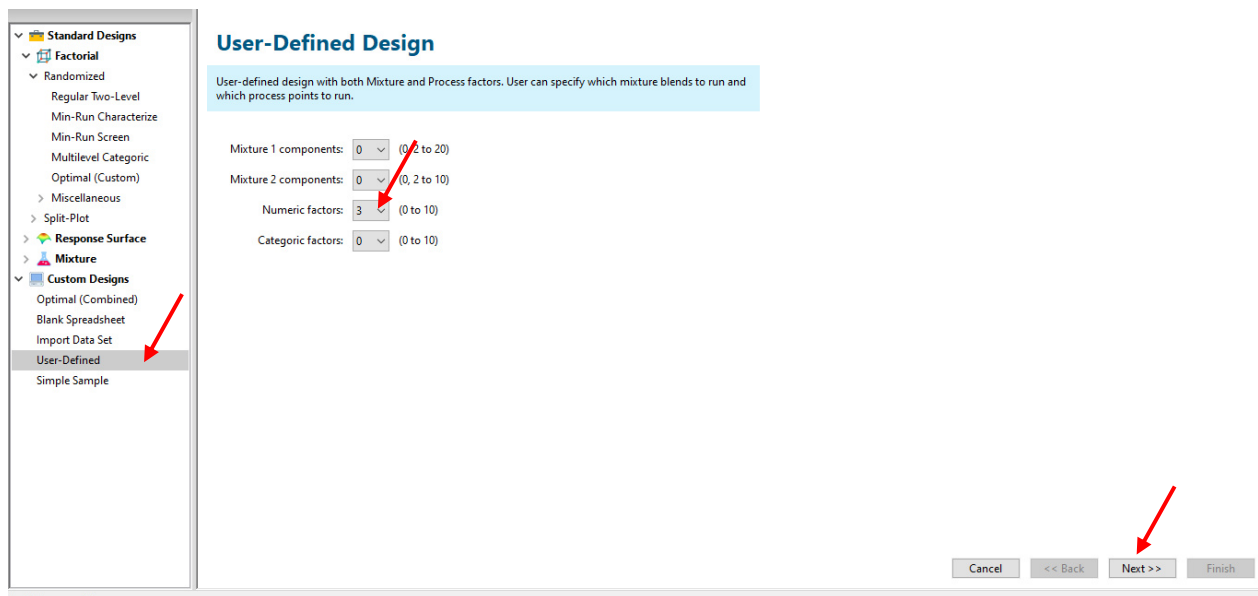 Standard Designs
Factorial
Randomized
Regular Two-Level
Min-Run Characterize
Min-Run Screen
Multilevel Categoric
Optimal (Custom)
Miscellaneous
Split-Plot
Response Surface
Mixture
Custom Designs
Optimal (Combined)
Blank Spreadsheet
Import Data Set
User-Defined
Simple Sample
User-Defined Design
User-defined design with both Mixture and Process factors. User can specify which mixture blends to run and
which process points to run.
Mixture 1 components: 0 (0, 2 to 20)
Mixture 2 components: 0 (0, 2 to 10)
Numeric factors: 3 (0 to 10)
Categoric factors: 0 (0 to 10)
Cancel << Back Next >> Finish